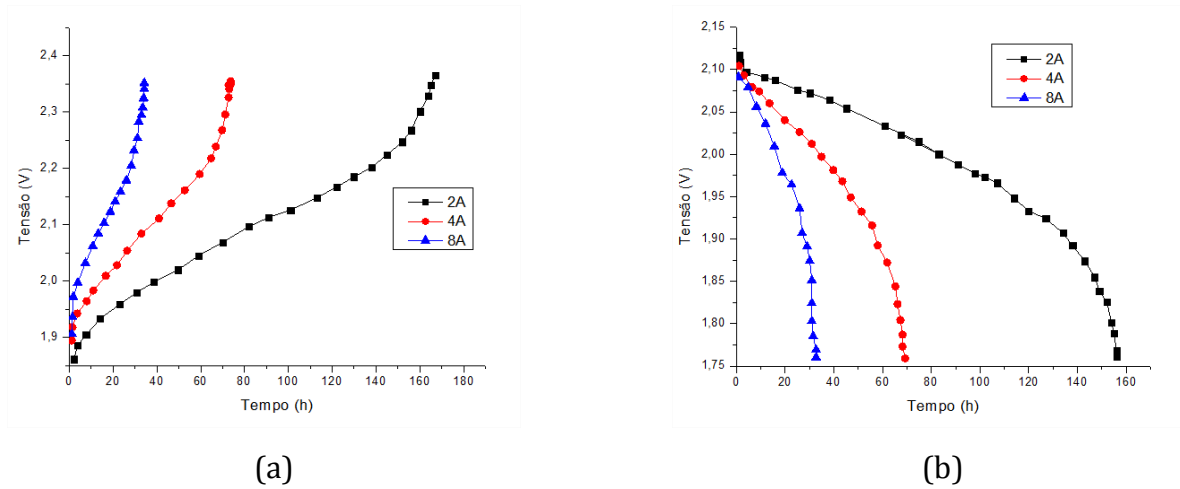 2,4
2,3
2,2
2,1
2,0
1,9
Tensão (V)
2A
4A
8A
0 20 40 60 80 100 120 140 160 180
Tempo (h)
(a)
2,15
2,10
2,05
2,00
1,95
1,90
1,85
1,80
1,75
Tensão (V)
2A
4A
8A
0 20 40 60 80 100 120 140 160
Tempo (h)
(b)